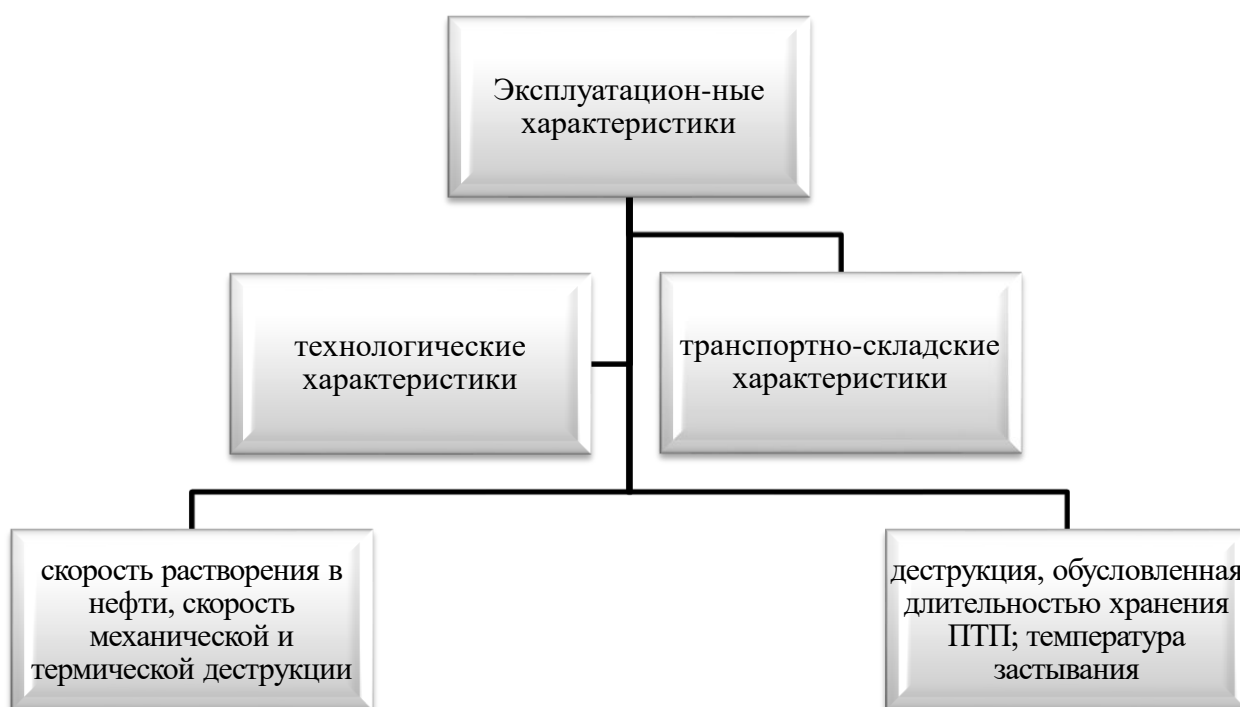 Эксплуатацион-ные
характеристики
технологические
характеристики
транспортно-складские
характеристики
скорость растворения в
нефти, скорость
механической и
термической деструкции
деструкция, обусловленная
длительностью хранения
ПТП; температура
застывания